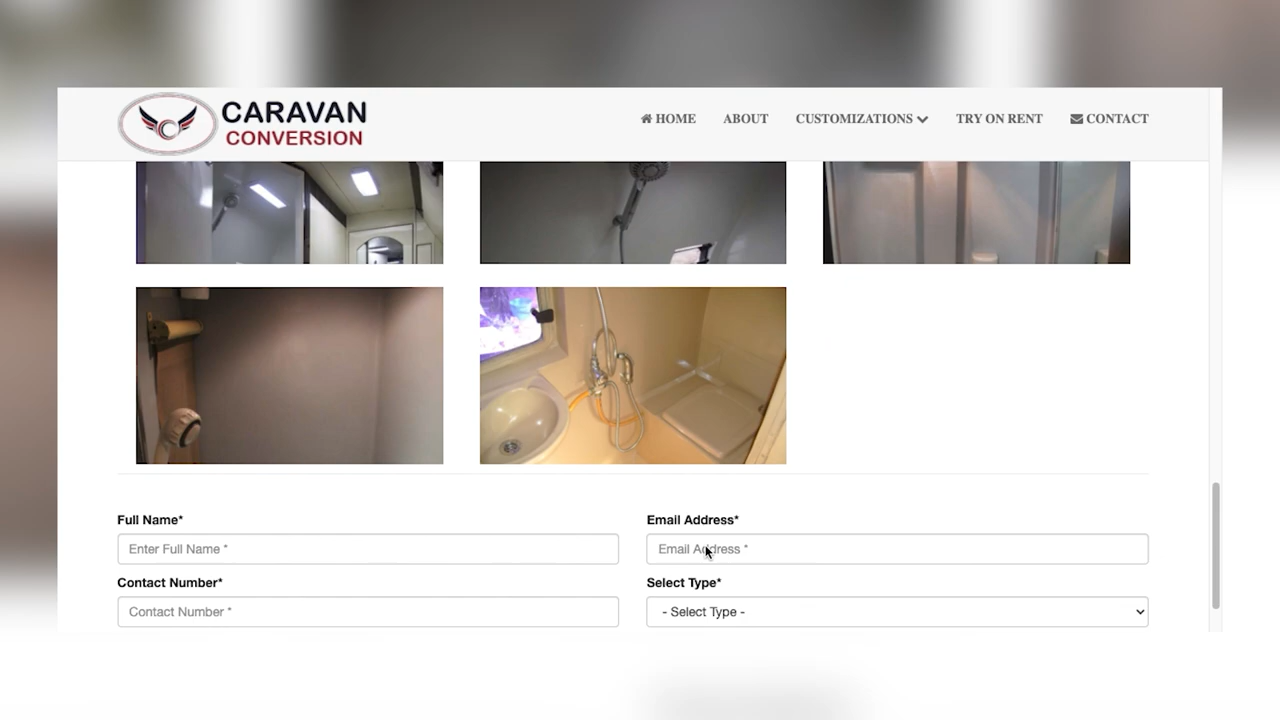 CARAVAN
CONVERSION
HOME
ABOUT
CUSTOMIZATIONS
TRY ON RENT
CONTACT
Full Name*
Email Address*
Enter Full Name *
Email Address *
Contact Number*
Select Type*
Contact Number *
- Select Type -